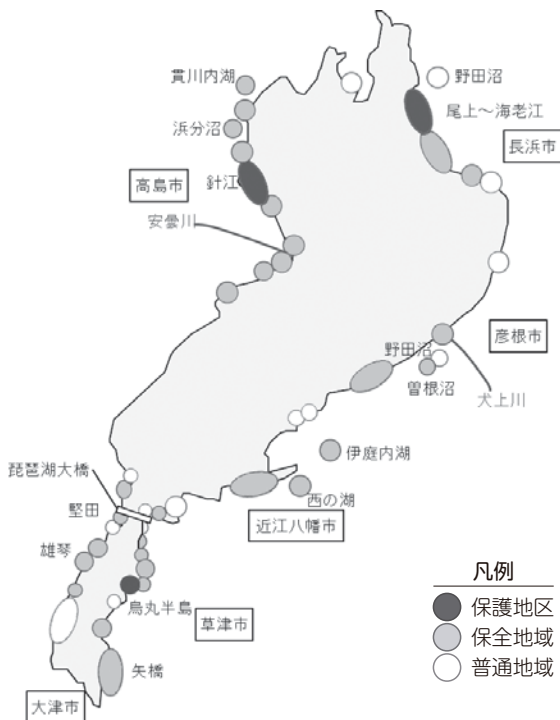 貫川内湖
野田沼
浜分沼
尾上～海老江
長浜市
高島市
針江
安曇川
彦根市
野田沼
曽根沼
犬上川
伊庭内湖
琵琶湖大橋
西の湖
堅田
近江八幡市
雄琴
烏丸半島
草津市
矢橋
大津市
凡例
保護地区
保全地域
普通地域